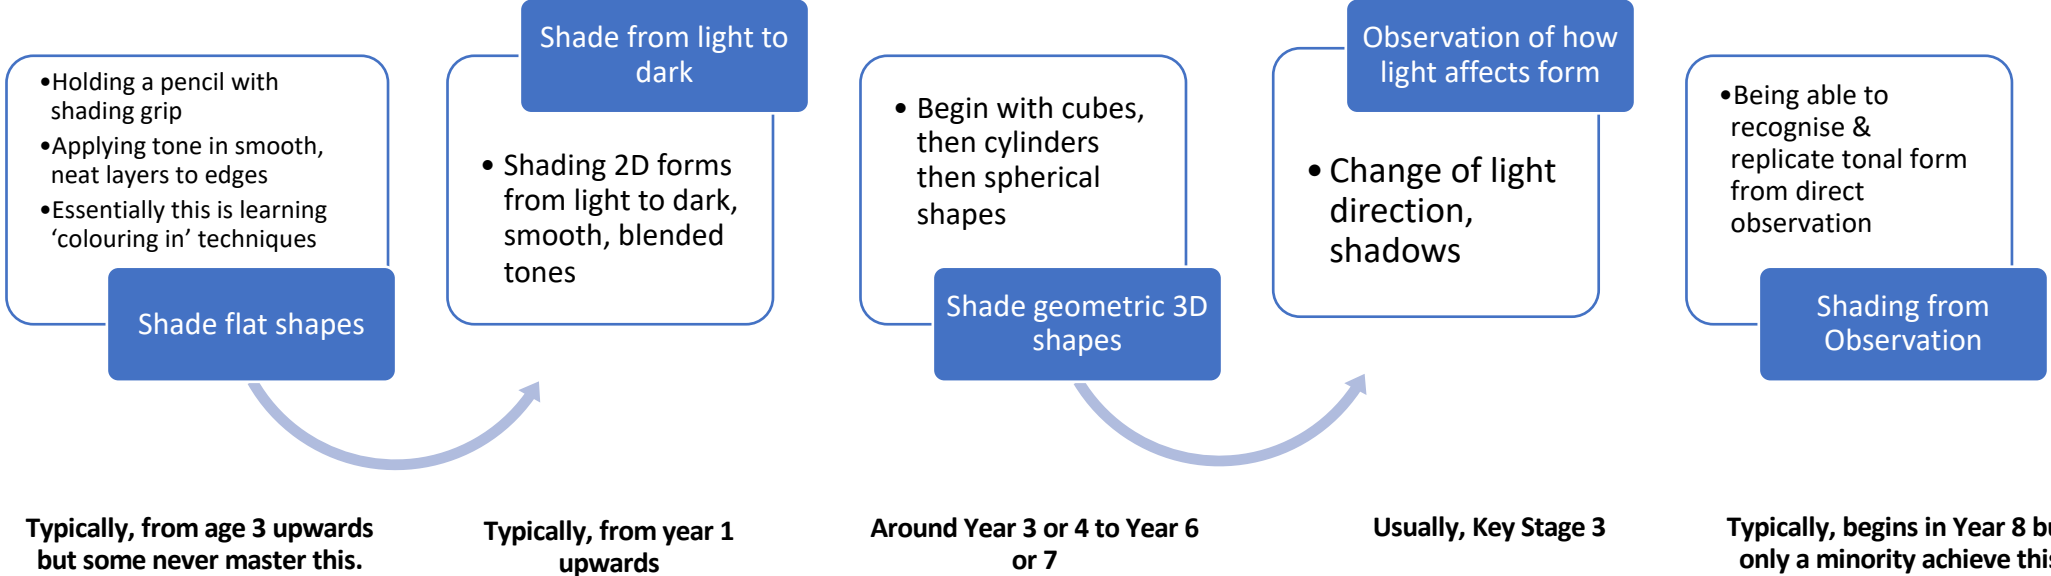 •Holding a pencil with
shading grip
•Applying tone in smooth,
neat layers to edges
•Essentially this is learning
‘colouring in’ techniques
Shade flat shapes
Typically, from age 3 upwards
but some never master this.
Shade from light to
dark
• Shading 2D forms
from light to dark,
smooth, blended
tones
Typically, from year 1
upwards
• Begin with cubes,
then cylinders
then spherical
shapes
Shade geometric 3D
shapes
Around Year 3 or 4 to Year 6
or 7
Observation of how
light affects form
• Change of light
direction,
shadows
Usually, Key Stage 3
•Being able to
recognise &
replicate tonal form
from direct
observation
Shading from
Observation
Typically, begins in Year 8
only a minority achieve